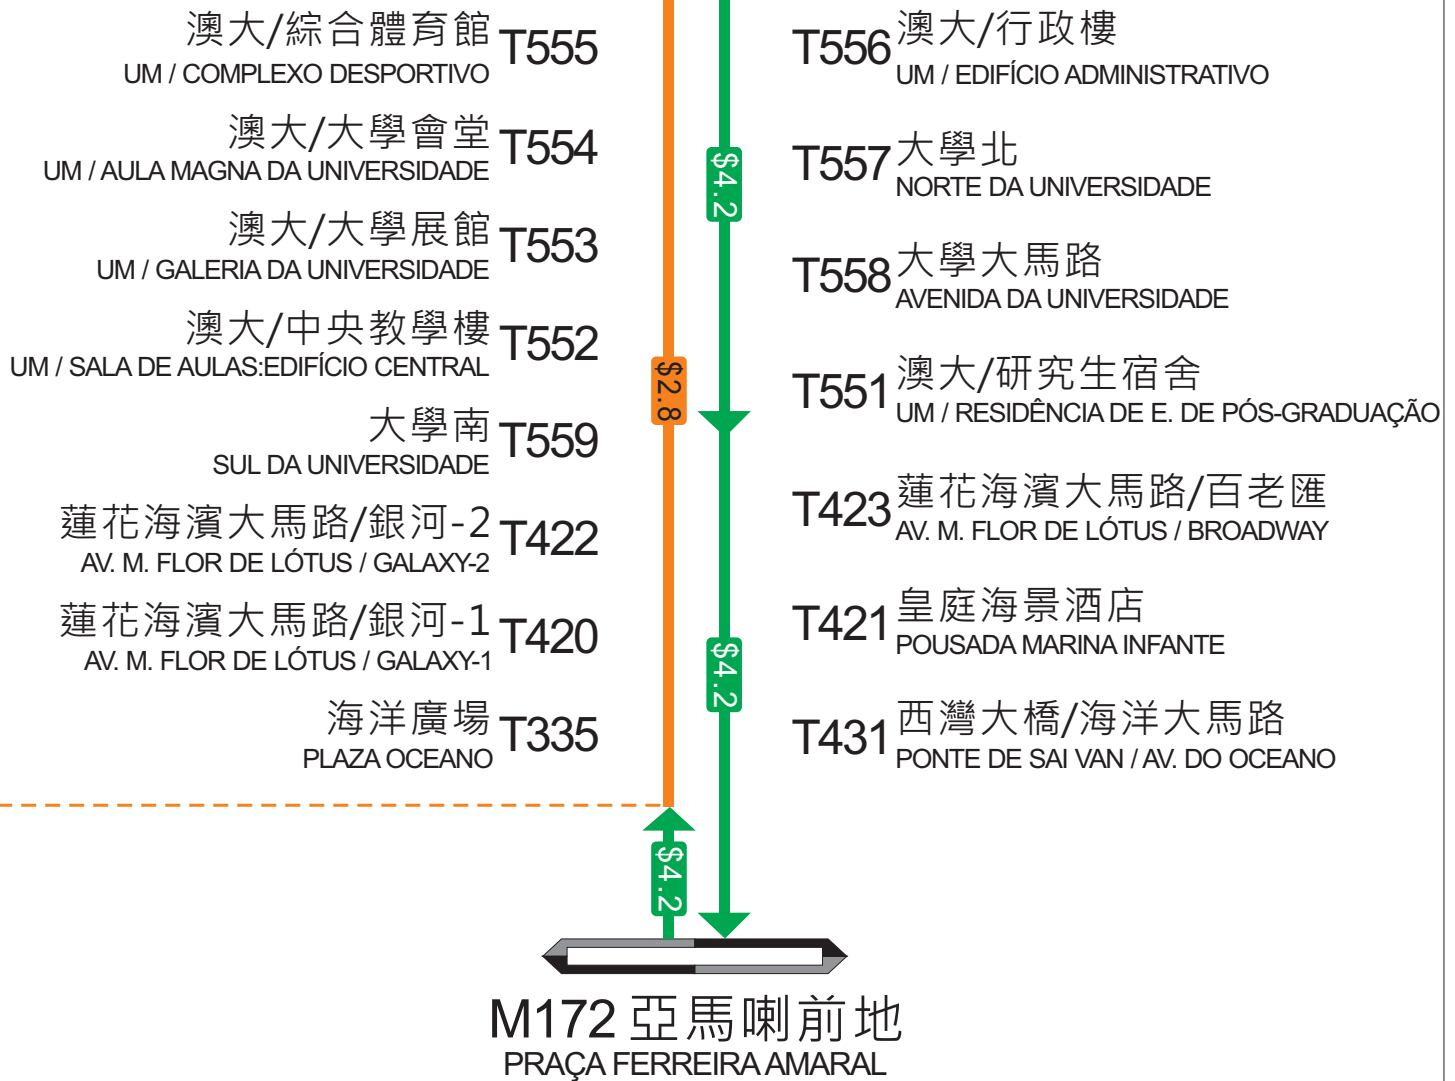 澳大/綜合體育館
UM / COMPLEXO DESPORTIVO
T555
澳大/大學會堂
UM / AULA MAGNA DA UNIVERSIDADE
T554
澳大/大學展館
UM / GALERIA DA UNIVERSIDADE
T553
澳大/中央教學樓
UM / SALA DE AULAS:EDIFÍCIO CENTRAL
T552
大學南
SUL DA UNIVERSIDADE
T559
蓮花海濱大馬路/銀河-2
AV. M. FLOR DE LÓTUS / GALAXY-2
T422
蓮花海濱大馬路/銀河-1
AV. M. FLOR DE LÓTUS / GALAXY-1
T420
海洋廣場
PLAZA OCEANO
T335
$2.8
$4.2
$4.2
$4.2
T556
澳大/行政樓
UM / EDIFÍCIO ADMINISTRATIVO
T557
大學北
NORTE DA UNIVERSIDADE
T558
大學大馬路
AVENIDA DA UNIVERSIDADE
T551
澳大/研究生宿舍
UM / RESIDÊNCIA DE E. DE PÓS-GRADUAÇÃO
T423
蓮花海濱大馬路/百老匯
AV. M. FLOR DE LÓTUS / BROADWAY
T421
皇庭海景酒店
POUSADA MARINA INFANTE
T431
西灣大橋/海洋大馬路
PONTE DE SAI VAN / AV. DO OCEANO
M172 亞馬喇前地
PRAÇA FERREIRA AMARAL